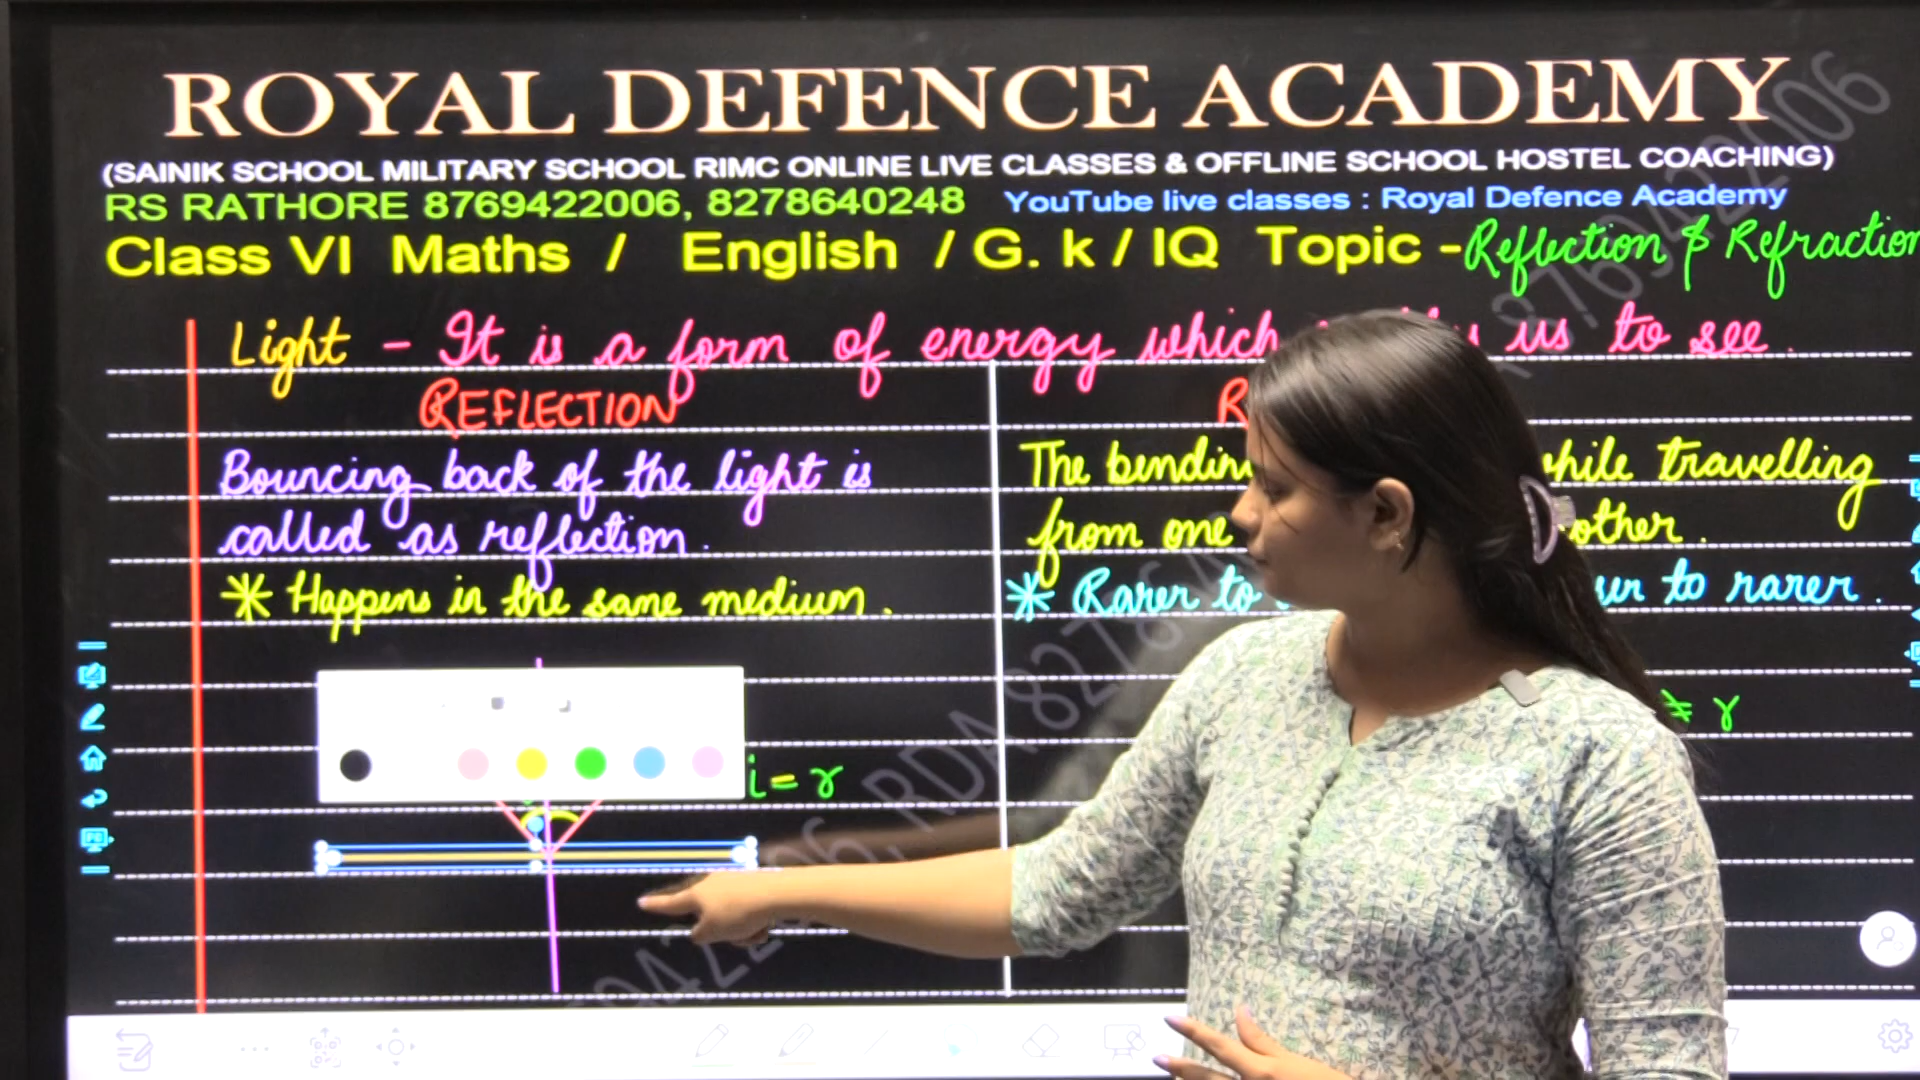 ROYAL DEFENCE ACADEMY
(SAINIK SCHOOL MILITARY SCHOOL RIMC ONLINE LIVE CLASSES & OFFLINE SCHOOL HOSTEL COACHING)
RS RATHORE 8769422006, 8278640248 YouTube live classes : Royal Defence Academy
Class VI Maths / English / G. k / IQ Topic - Reflection & Refraction
Light - It is a form of energy which us to see.
REFLECTION
Bouncing back of the light is
called as reflection.
* Happens in the same medium.
i = r
The while travelling
from one other.
* Rarer to to rarer.
≠ r